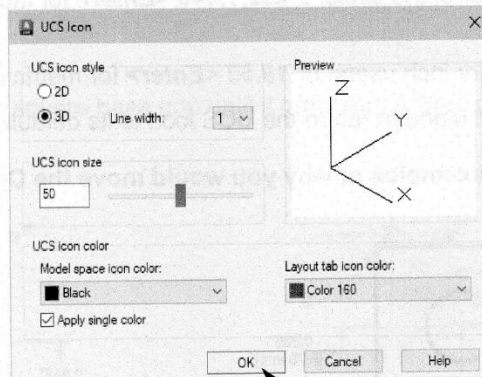 UCS Icon
UCS icon style
2D
3D
Line width:
1
UCS icon size
50
Preview
Z
Y
X
UCS icon color
Model space icon color:
Black
Apply single color
Layout tab icon color:
Color 160
OK
Cancel
Help